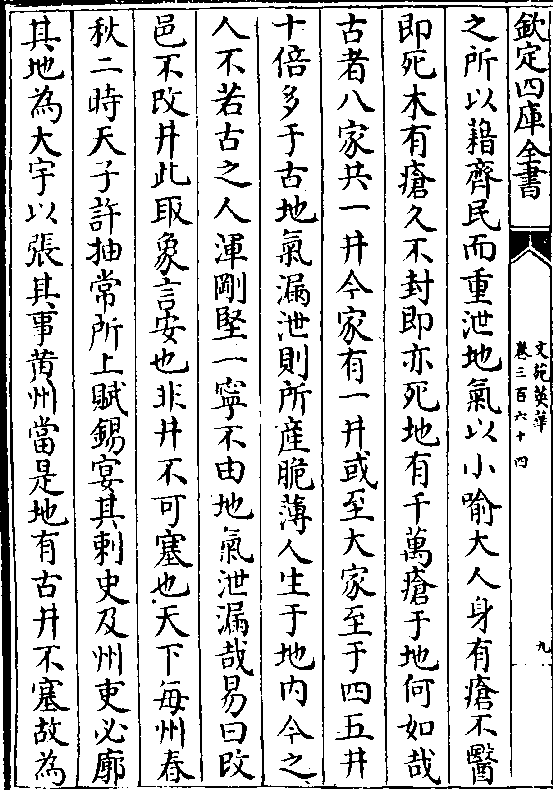 欽定四庫全書
文苑英華
卷三百六十四
九
之所以藉齊民而重泄地氣以小喻大人身有瘡不醫
即死木有瘡久不封即亦死地有千萬瘡于地何如哉
古者八家共一井今家有一井或至大家至于四五井
十倍多于古地氣漏泄則所産脆薄人生于地内今之
人不若古之人渾剛堅一寧不由地氣泄漏哉易曰改
邑不改井此取象言安也非井不可塞也天下每州春
秋二時天子許抽常所上賦錫宴其刺史及州吏必廓
其地為大宇以張其事黄州當是地有古井不塞故為